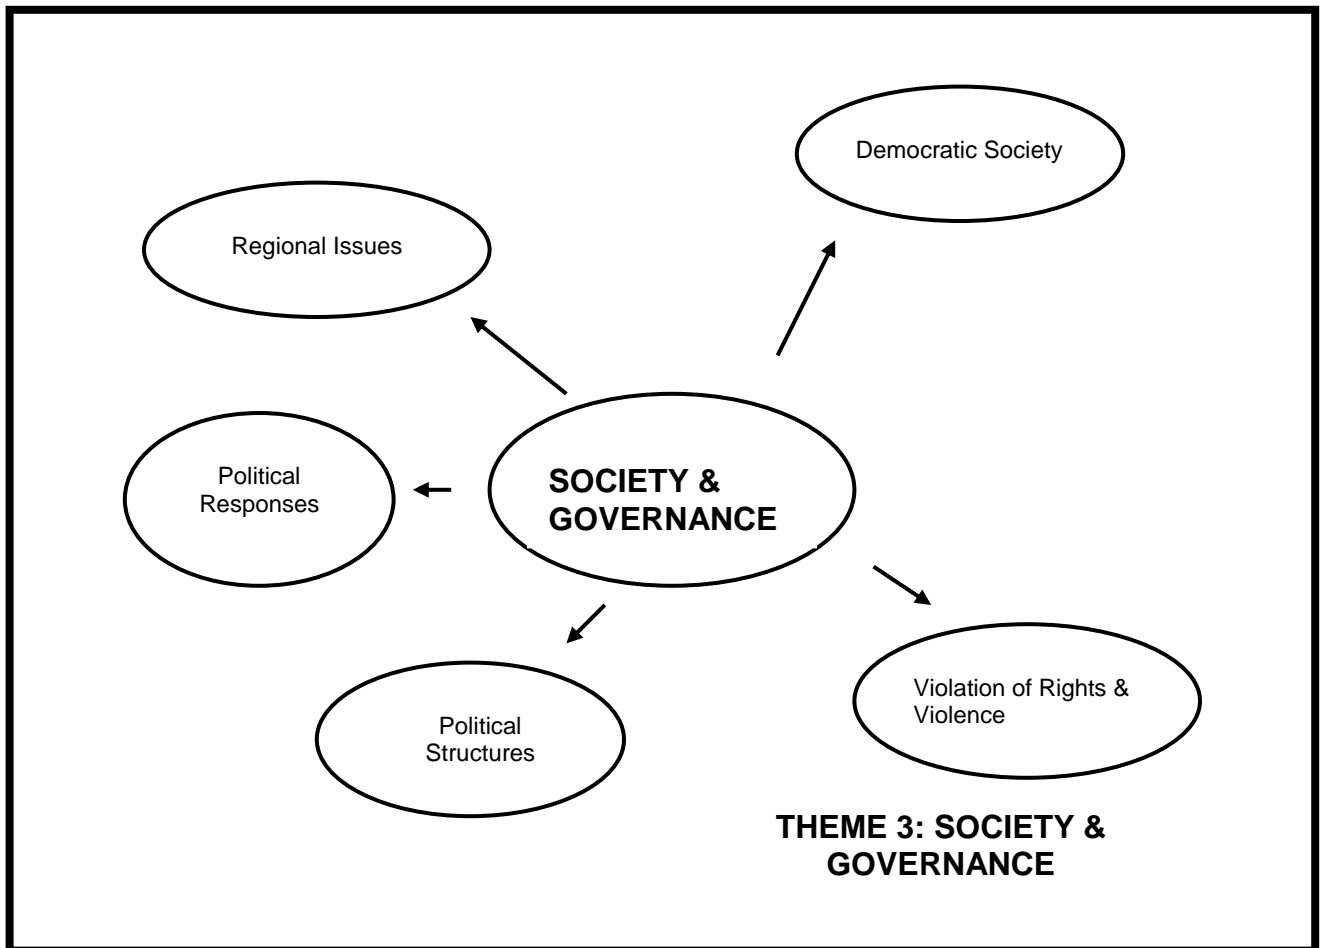 Democratic Society
Regional Issues
Political
Responses
SOCIETY &
GOVERNANCE
Violation of Rights &
Violence
Political
Structures
THEME 3: SOCIETY &
GOVERNANCE